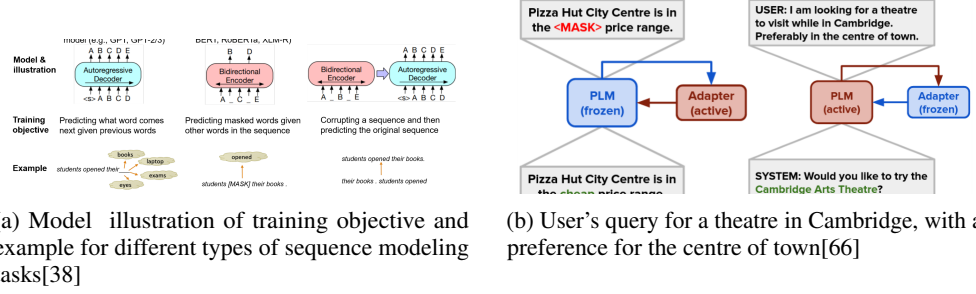 model (e.g., GPT, GPT-2/3)
BERT, RoBERTa, XLM-R)
Model &
illustration
A B C D E
Autoregressive
Decoder
<s> A B C D
B D
Bidirectional
Encoder
A _ C _ E
Bidirectional
Encoder
A _ B _ E
A B C D E
Autoregressive
Decoder
<s> A B C D
Training
objective
Predicting what word comes
next given previous words
Predicting masked words given
other words in the sequence
Corrupting a sequence and then
predicting the original sequence
Example
students opened their
books
laptop
exams
eyes
opened
students [MASK] their books .
students opened their books.
their books . students opened
Pizza Hut City Centre is in
the <MASK> price range.
PLM
(frozen)
Adapter
(active)
Pizza Hut City Centre is in
the cheap price range
USER: I am looking for a theatre
to visit while in Cambridge.
Preferably in the centre of town.
PLM
(active)
Adapter
(frozen)
SYSTEM: Would you like to try the
Cambridge Arts Theatre?
(a) Model illustration of training objective and
example for different types of sequence modeling
tasks[38]
(b) User's query for a theatre in Cambridge, with a
preference for the centre of town[66]